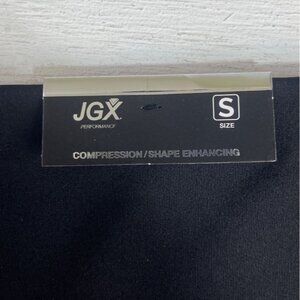 JGX
PERFORMANCE
S
SIZE
COMPRESSION/SHAPE ENHANCING